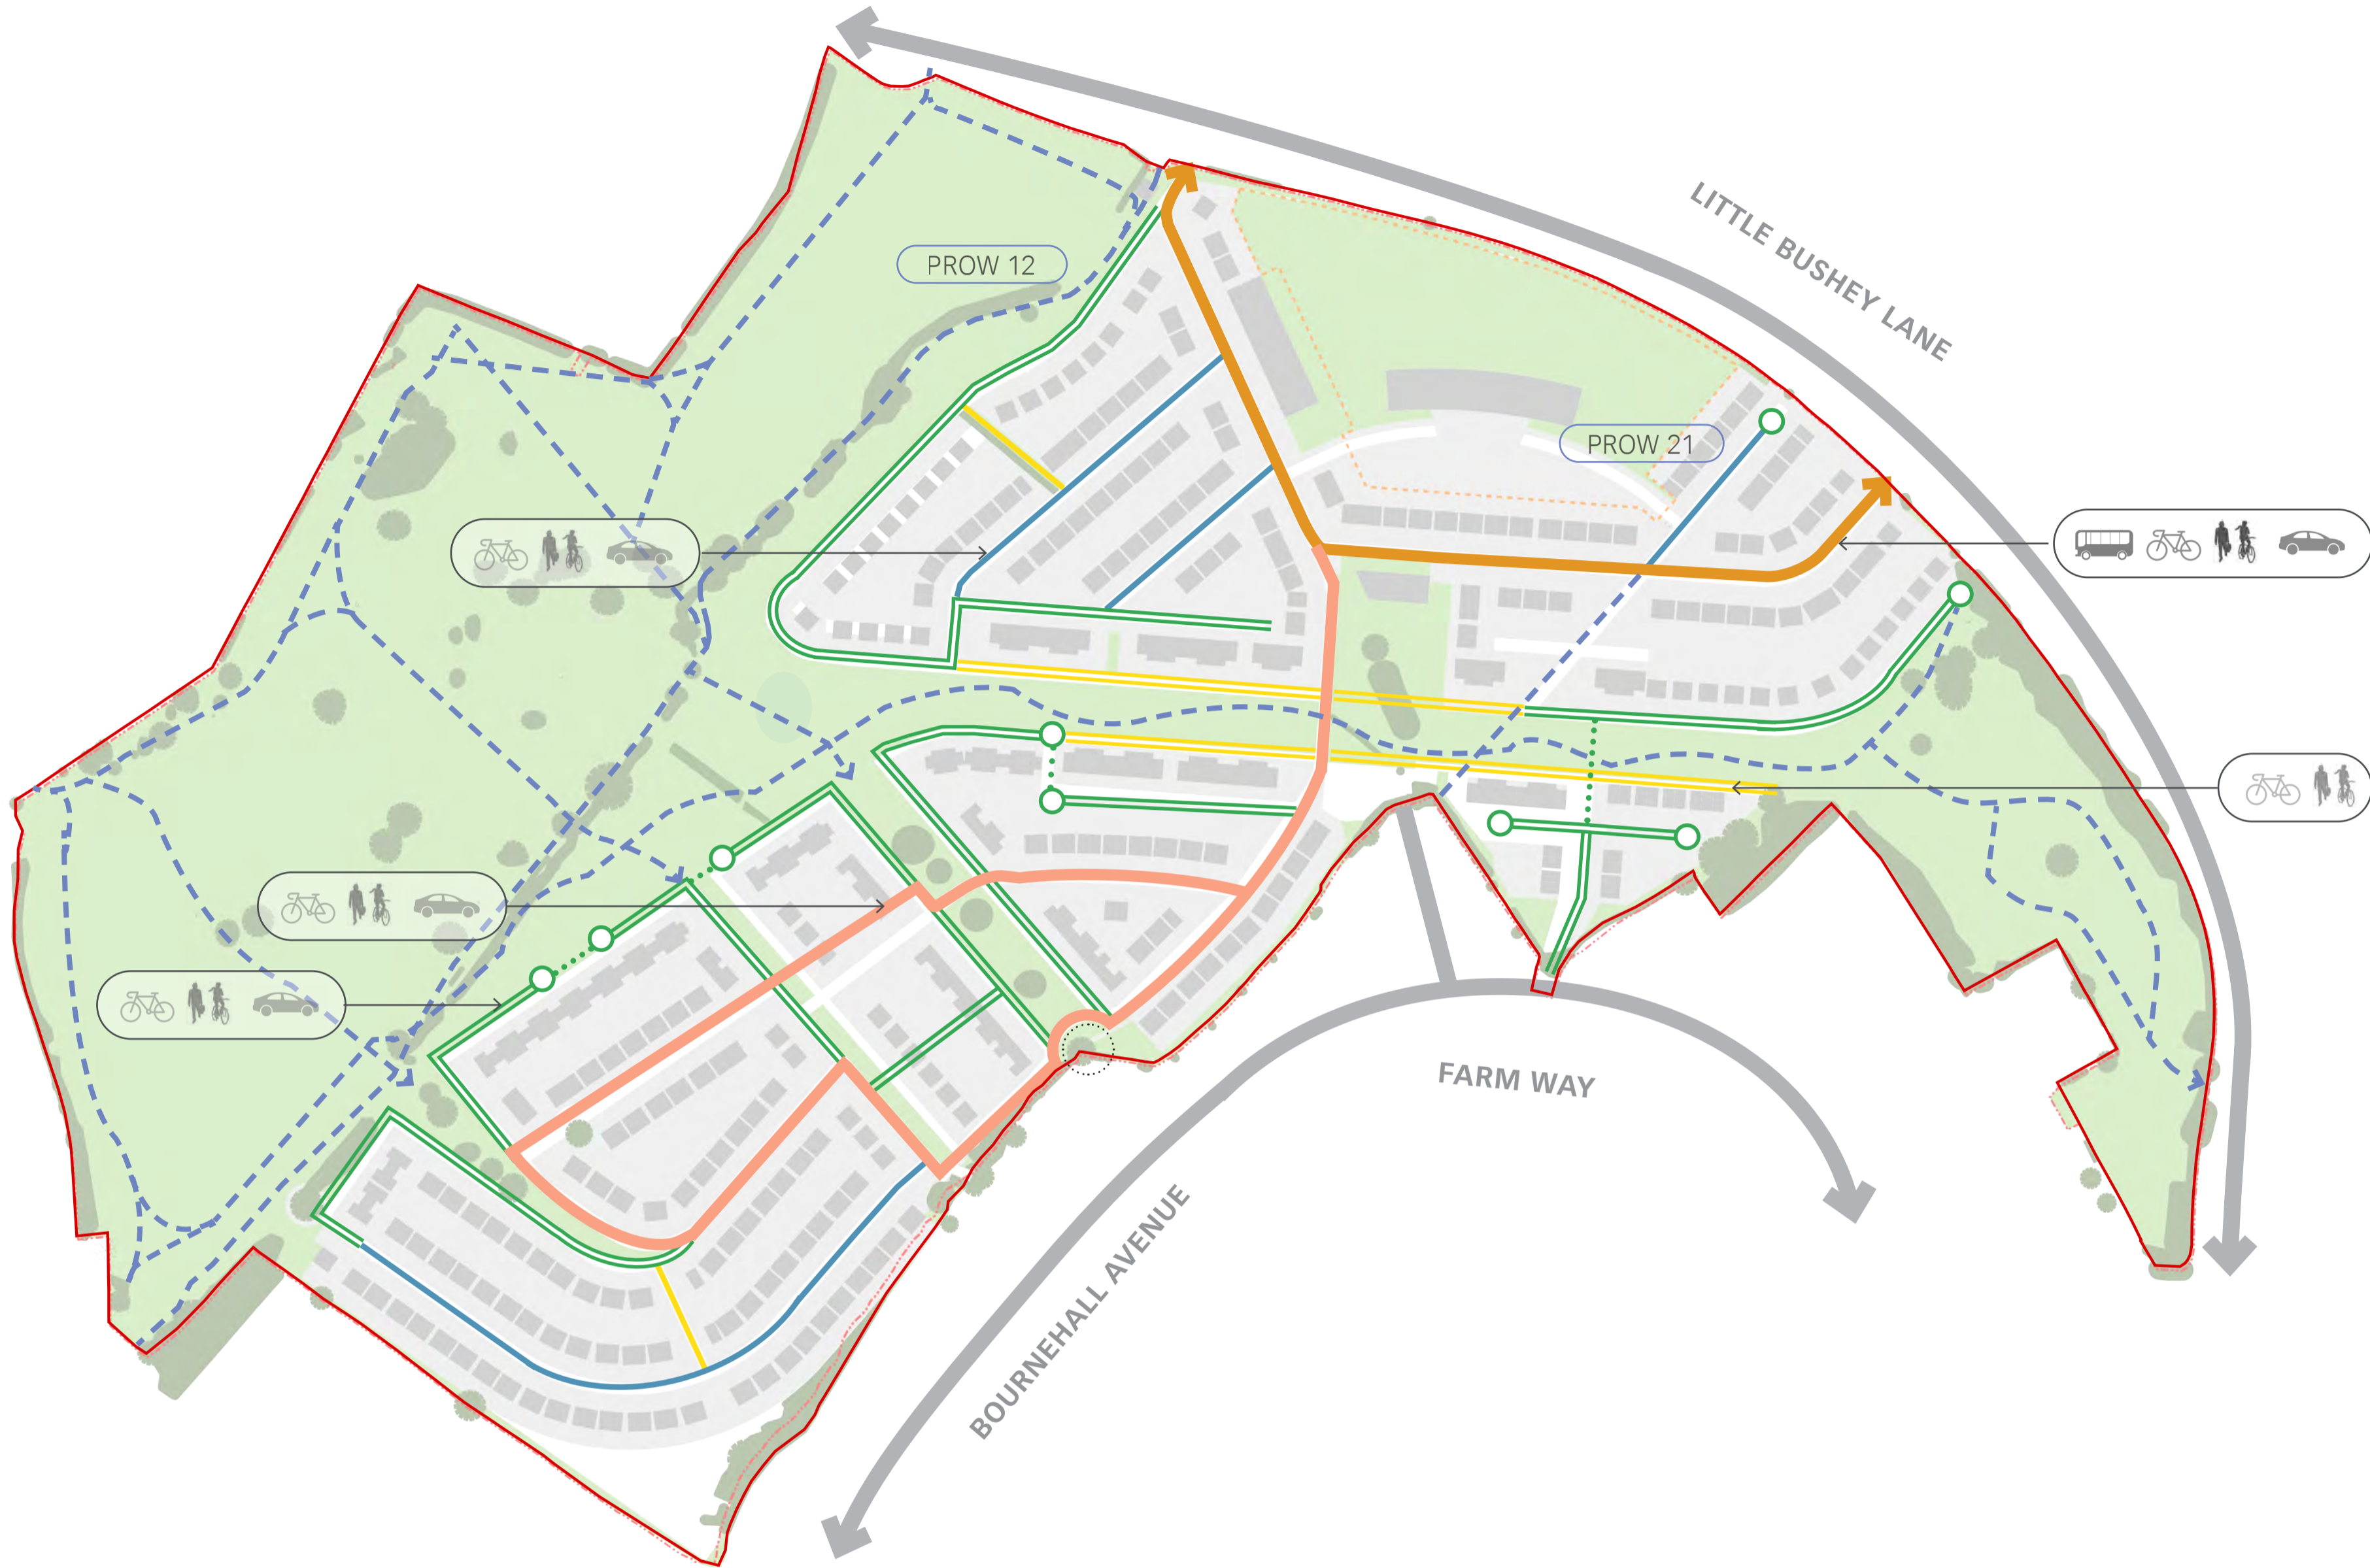 LITTLE BUSHEY LANE
PROW 12
PROW 21
FARM WAY
BOURNEHALL AVENUE